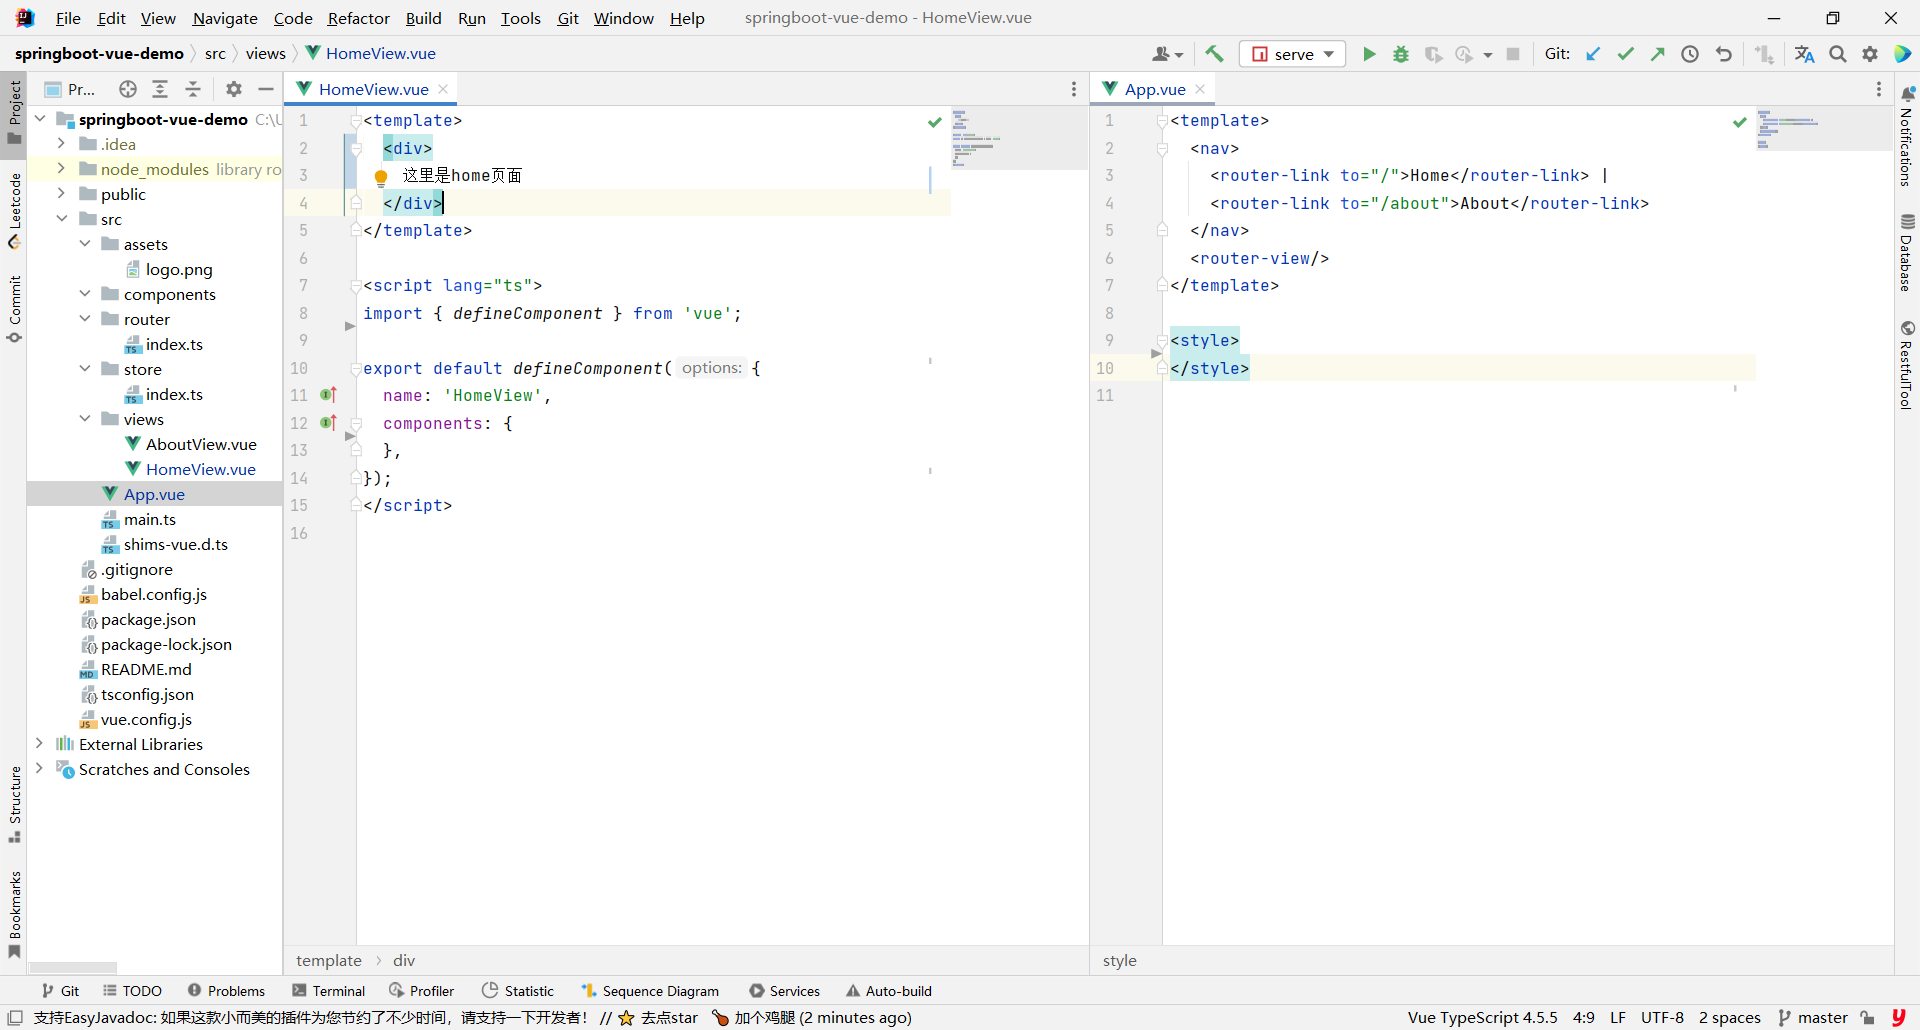 File Edit View Navigate Code Refactor Build Run Tools Git Window Help springboot-vue-demo - HomeView.vue
springboot-vue-demo src views HomeView.vue serve Git:
Project
Leetcode
Commit
Structure
Bookmarks
Pr...
springboot-vue-demo C:\U
.idea
node_modules library ro
public
src
assets
logo.png
components
router
index.ts
store
index.ts
views
AboutView.vue
HomeView.vue
App.vue
main.ts
shims-vue.d.ts
.gitignore
babel.config.js
package.json
package-lock.json
README.md
tsconfig.json
vue.config.js
External Libraries
Scratches and Consoles
HomeView.vue
1 <template>
2 <div>
3 这里是home页面
4 </div>
5 </template>
6
7 <script lang="ts">
8 import { defineComponent } from 'vue';
9
10 export default defineComponent( options: {
11 name: 'HomeView',
12 components: {
13 },
14 });
15 </script>
16
template div
App.vue
1 <template>
2 <nav>
3 <router-link to="/">Home</router-link> |
4 <router-link to="/about">About</router-link>
5 </nav>
6 <router-view/>
7 </template>
8
9 <style>
10 </style>
11
style
Notifications
Database
RestfulTool
Git TODO Problems Terminal Profiler Statistic Sequence Diagram Services Auto-build
支持EasyJavadoc: 如果这款小而美的插件为您节约了不少时间，请支持一下开发者！ // ⭐ 去点star 🍗 加个鸡腿 (2 minutes ago) Vue TypeScript 4.5.5 4:9 LF UTF-8 2 spaces master